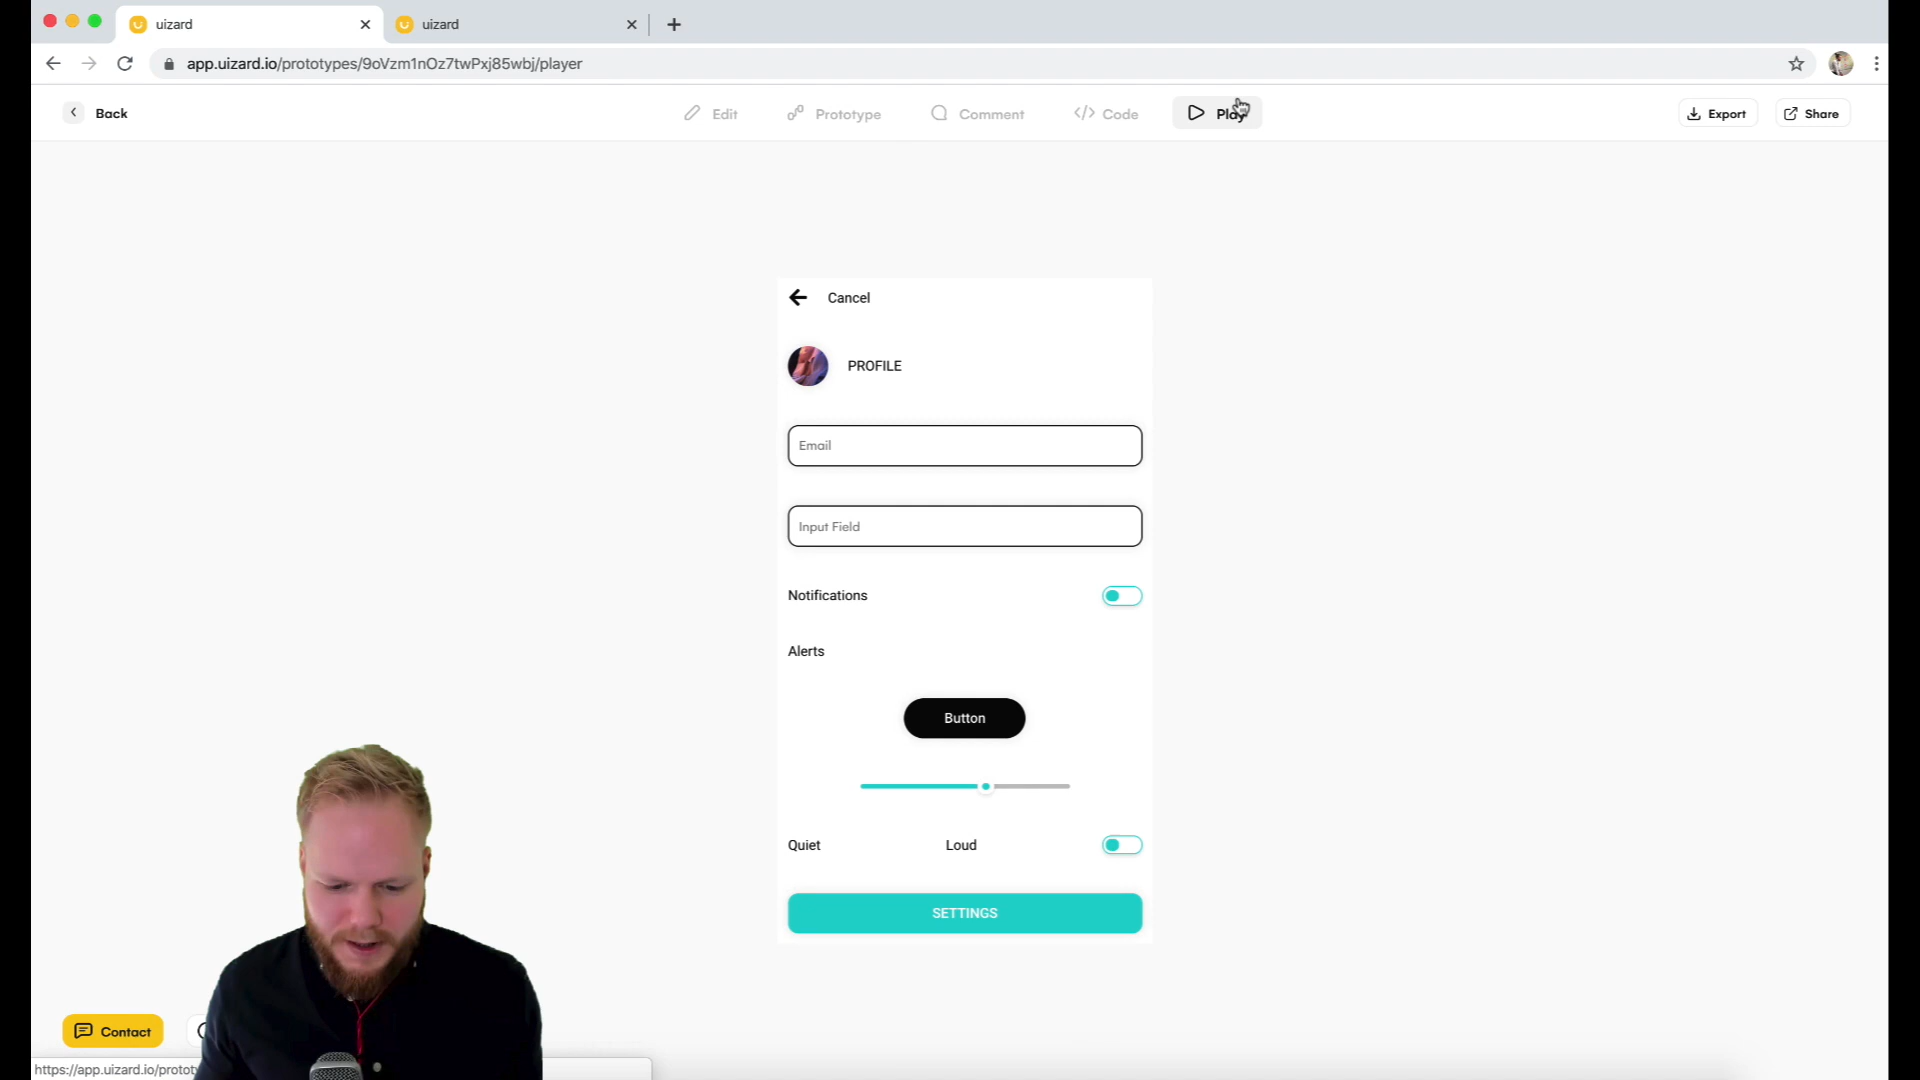 uizard
uizard
app.uizard.io/prototypes/9oVzm1nOz7twPxj85wbj/player
Back
Edit
Prototype
Comment
Code
Play
Export
Share
Cancel
PROFILE
Email
Input Field
Notifications
Alerts
Button
Quiet
Loud
SETTINGS
Contact
https://app.uizard.io/protot